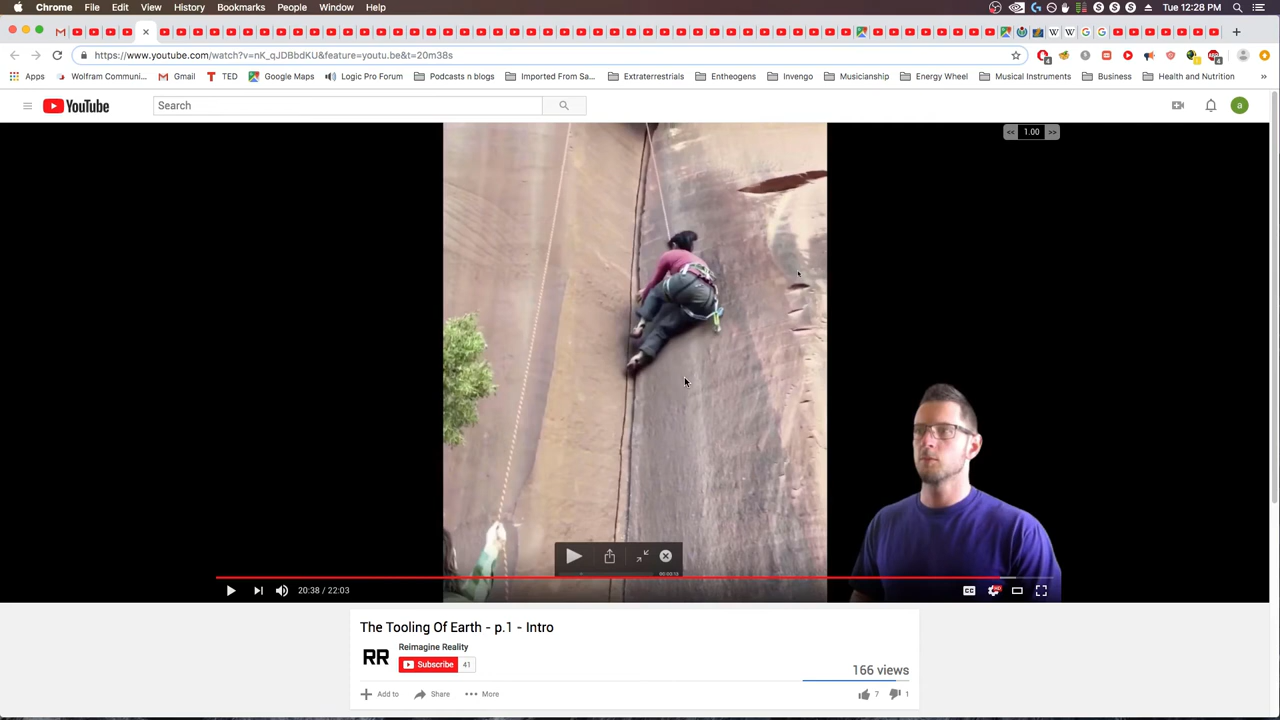 Chrome File Edit View History Bookmarks People Window Help
Tue 12:28 PM
https://www.youtube.com/watch?v=nK_qJDBbdKU&feature=youtu.be&t=20m38s
Apps Wolfram Communi... Gmail TED Google Maps Logic Pro Forum Podcasts n blogs Imported From Sa... Extraterrestrials Entheogens Invengo Musicianship Energy Wheel Musical Instruments Business Health and Nutrition »
YouTube Search a
<< 1.00 >>
20:38 / 22:03 CC HD
The Tooling Of Earth - p.1 - Intro
RR Reimagine Reality
Subscribe 41
166 views
Add to Share More 7 1